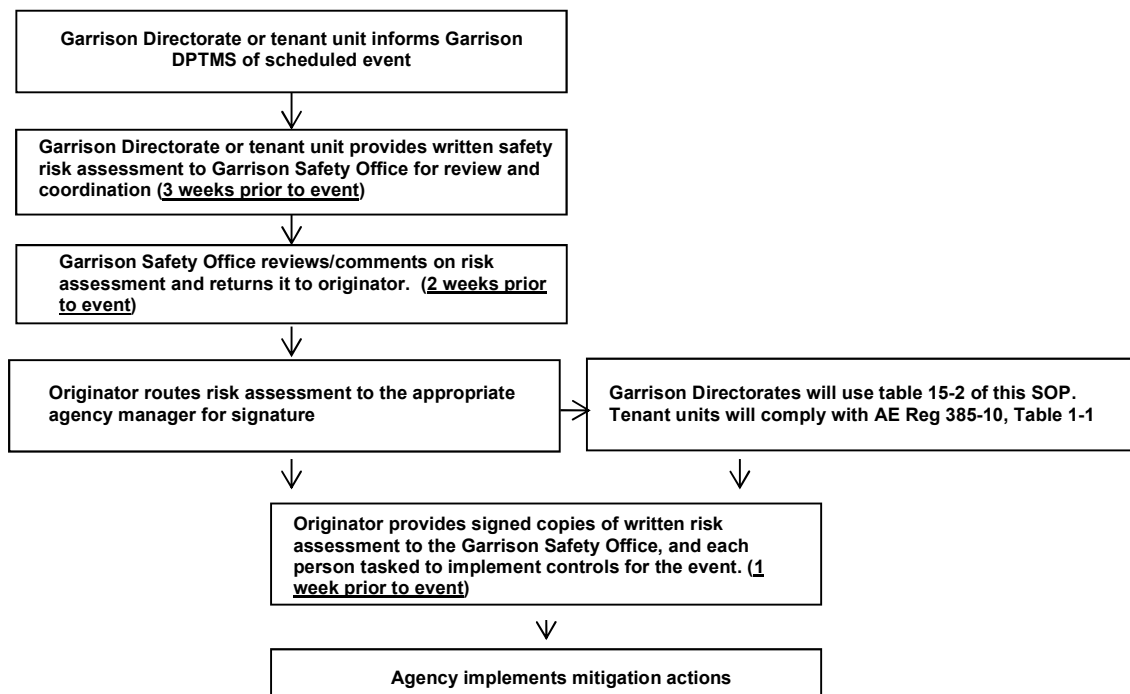 Garrison Directorate or tenant unit informs Garrison
DPTMS of scheduled event
Garrison Directorate or tenant unit provides written safety
risk assessment to Garrison Safety Office for review and
coordination (3 weeks prior to event)
Garrison Safety Office reviews/comments on risk
assessment and returns it to originator. (2 weeks prior
to event)
Originator routes risk assessment to the appropriate
agency manager for signature
Garrison Directorates will use table 15-2 of this SOP.
Tenant units will comply with AE Reg 385-10, Table 1-1
Originator provides signed copies of written risk
assessment to the Garrison Safety Office, and each
person tasked to implement controls for the event. (1
week prior to event)
Agency implements mitigation actions